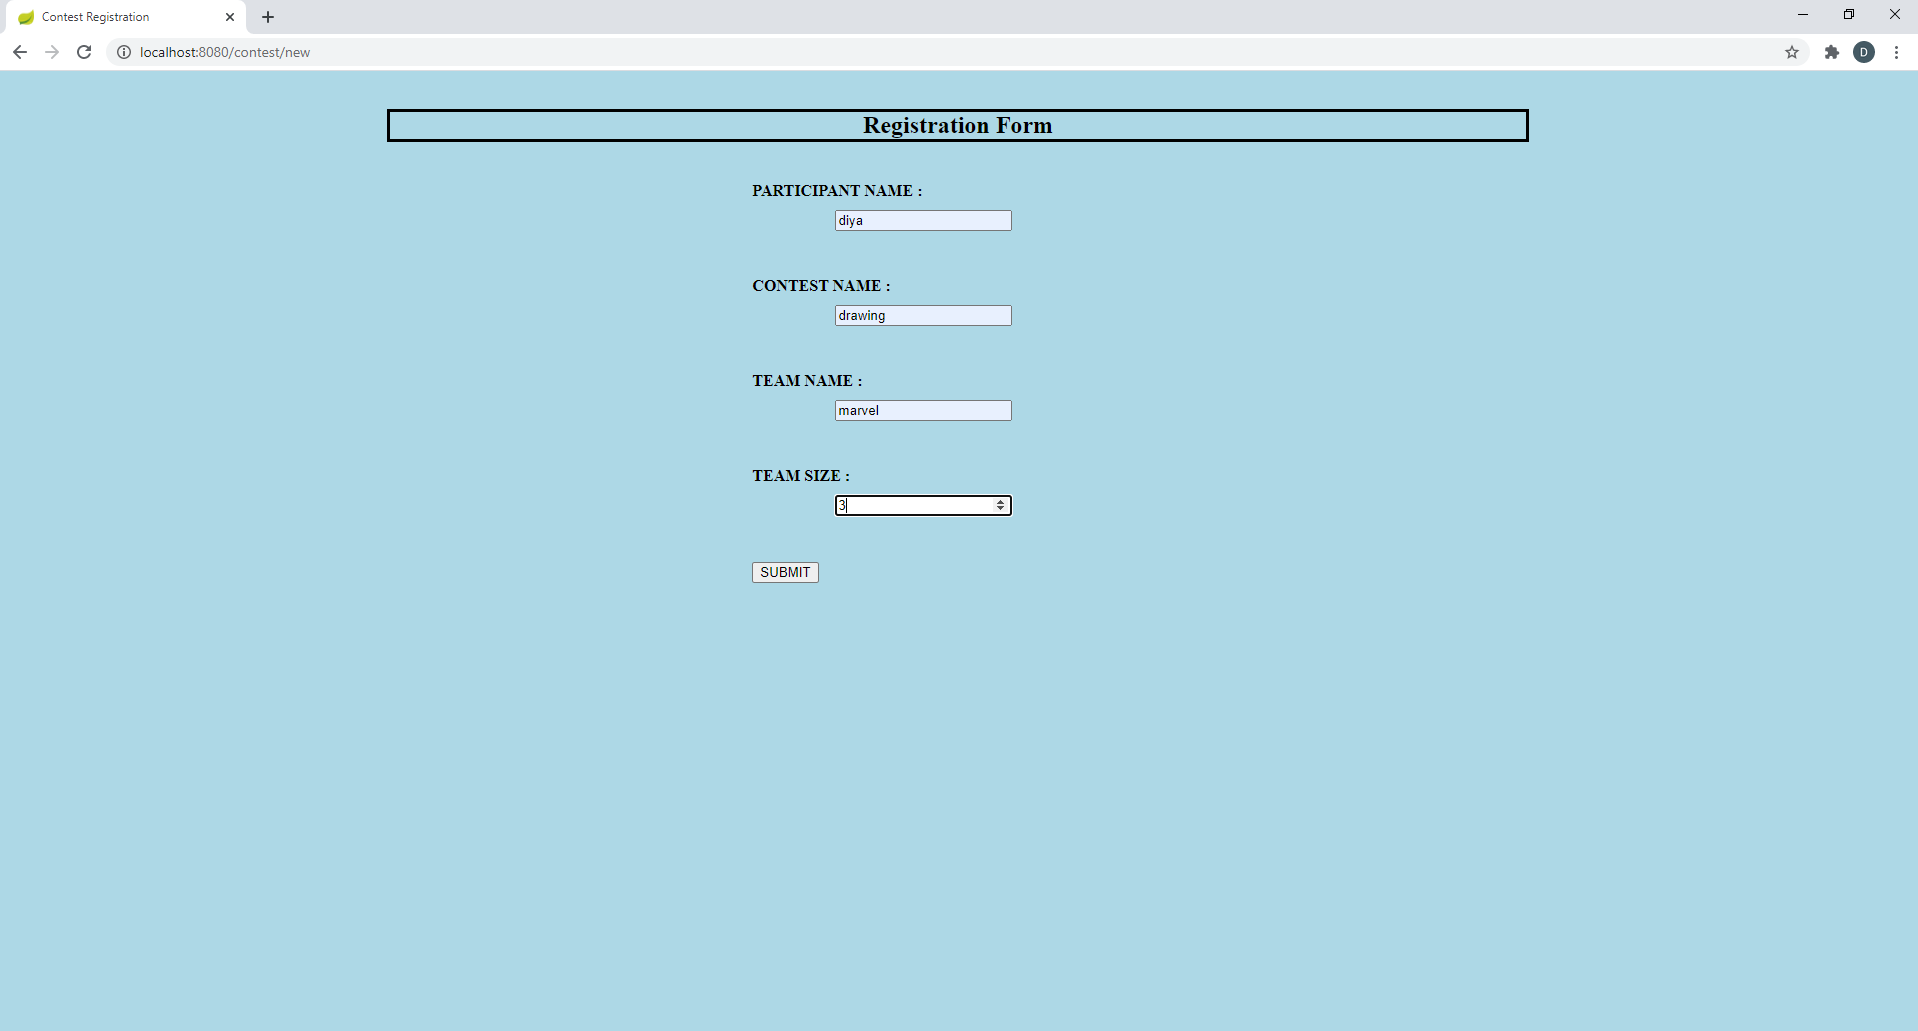 Contest Registration
localhost:8080/contest/new
D
Registration Form
PARTICIPANT NAME :
diya
CONTEST NAME :
drawing
TEAM NAME :
marvel
TEAM SIZE :
3
SUBMIT